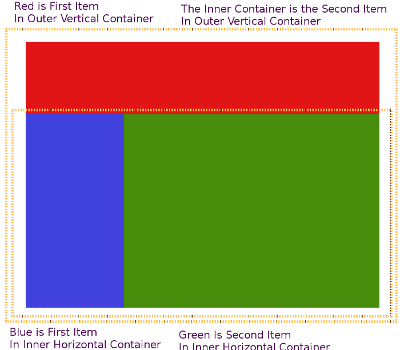 Red is First Item
In Outer Vertical Container
The Inner Container is the Second Item
In Outer Vertical Container
Blue is First Item
In Inner Horizontal Container
Green Is Second Item
In Inner Horizontal Container